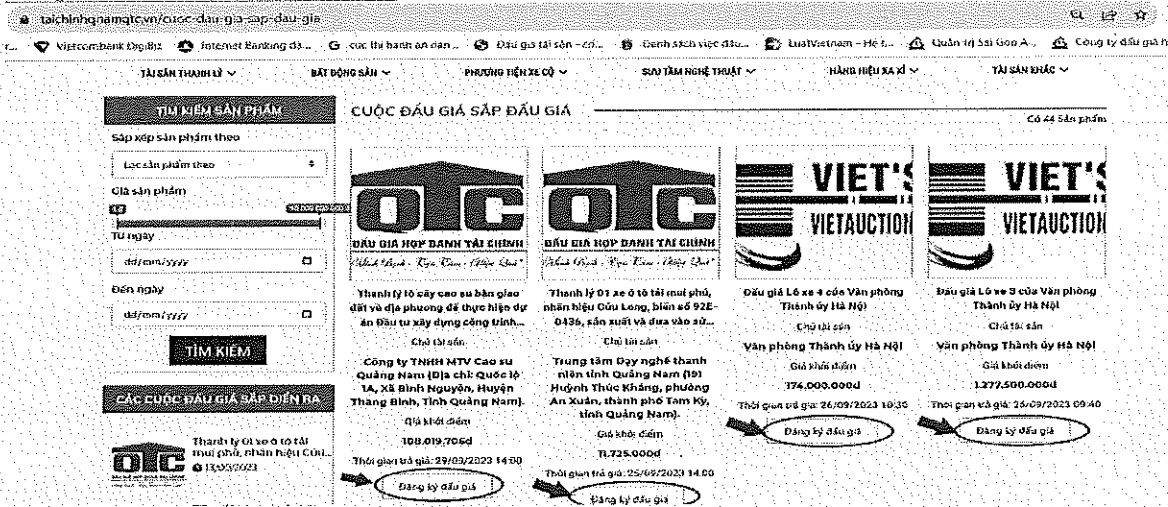 taichinhqnamqtc.vn/cuoc-dau-gia-sap-dau-gia
Vietcombank DigiBiz
Internet Banking dà...
cục thi hành án dân...
Danh sách việc đấu...
LuatVietnam - Hệ t...
Quản trị Sài Gòn A...
Công ty đấu giá h
TÀI SẢN THANH LÝ
BẤT ĐỘNG SẢN
PHƯƠNG TIỆN XE CỘ
SƯU TẦM NGHỆ THUẬT
HÀNG HIỆU XA XỈ
TÀI SẢN KHÁC
TÌM KIẾM SẢN PHẨM
Sắp xếp sản phẩm theo
Lọc sản phẩm theo
Giá sản phẩm
Từ ngày
dd/mm/yyyy
Đến ngày
dd/mm/yyyy
TÌM KIẾM
CÁC CUỘC ĐẤU GIÁ SẮP DIỄN RA
Thanh lý 01 xe ô tô tải
mui phủ, nhãn hiệu Cửu...
CUỘC ĐẤU GIÁ SẮP ĐẤU GIÁ
Có 44 Sản phẩm
QTC
ĐẤU GIÁ HỢP DANH TÀI CHÍNH
Thanh lý lô cây cao su bàn giao
đất về địa phương để thực hiện dự
án Đầu tư xây dựng công trình...
Chủ tài sản
Công ty TNHH MTV Cao su
Quảng Nam (Địa chỉ: Quốc lộ
1A, Xã Bình Nguyên, Huyện
Thăng Bình, Tỉnh Quảng Nam).
Giá khởi điểm
108.019.706đ
Thời gian trả giá: 29/09/2023 14:00
Đăng ký đấu giá
QTC
ĐẤU GIÁ HỢP DANH TÀI CHÍNH
Thanh lý 01 xe ô tô tải mui phủ,
nhãn hiệu Cửu Long, biển số 92E-
0436, sản xuất và đưa vào sử...
Chủ tài sản
Trung tâm Dạy nghề thanh
niên tỉnh Quảng Nam (191
Huỳnh Thúc Kháng, phường
An Xuân, thành phố Tam Kỳ,
tỉnh Quảng Nam).
Giá khởi điểm
11.725.000đ
Thời gian trả giá: 25/09/2023 14:00
Đăng ký đấu giá
VIET'S
VIETAUCTION
Đấu giá Lô xe 4 của Văn phòng
Thành ủy Hà Nội
Chủ tài sản
Văn phòng Thành ủy Hà Nội
Giá khởi điểm
174.000.000đ
Thời gian trả giá: 26/09/2023 10:30
Đăng ký đấu giá
VIET'S
VIETAUCTION
Đấu giá Lô xe 3 của Văn phòng
Thành ủy Hà Nội
Chủ tài sản
Văn phòng Thành ủy Hà Nội
Giá khởi điểm
1.277.500.000đ
Thời gian trả giá: 26/09/2023 09:40
Đăng ký đấu giá